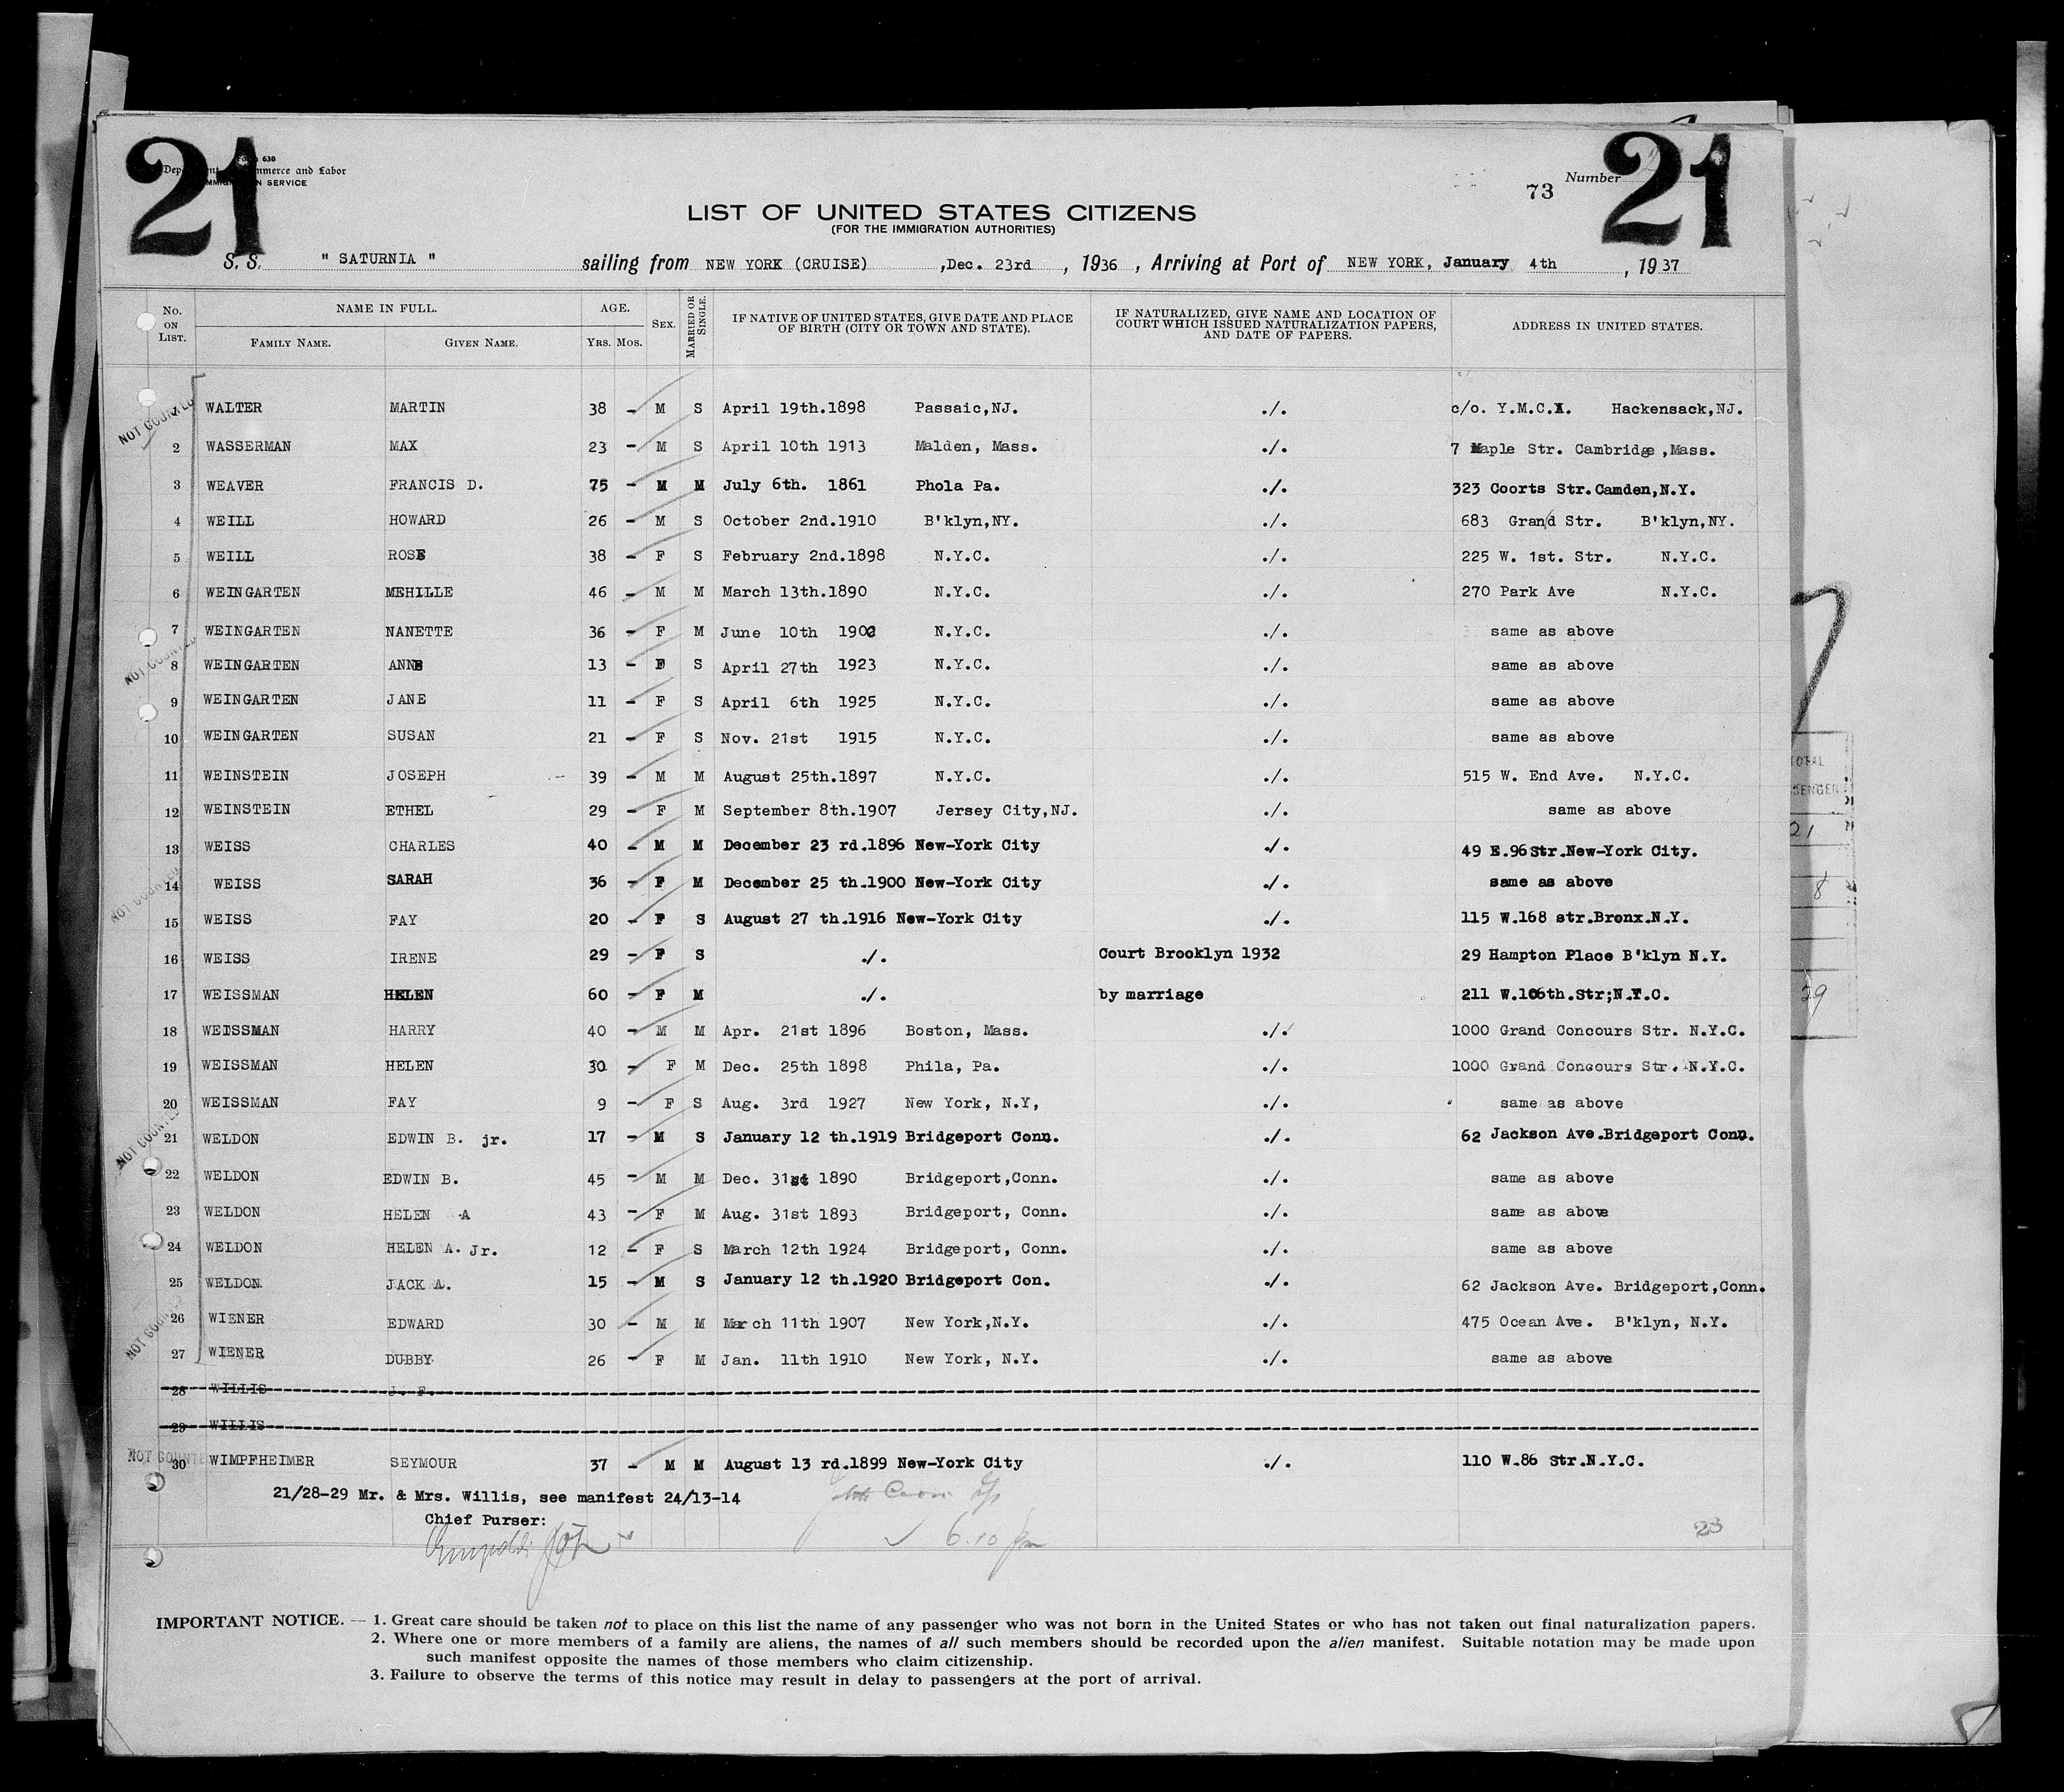 21
21
Form 630
Department of Commerce and Labor
IMMIGRATION SERVICE
73
Number
LIST OF UNITED STATES CITIZENS
(FOR THE IMMIGRATION AUTHORITIES)
S. S. " SATURNIA " sailing from NEW YORK (CRUISE) ,Dec. 23rd , 1936 , Arriving at Port of NEW YORK, January 4th , 1937
No. ON LIST. NAME IN FULL. FAMILY NAME. GIVEN NAME. AGE. YRS. MOS. SEX. MARRIED OR SINGLE. IF NATIVE OF UNITED STATES, GIVE DATE AND PLACE OF BIRTH (CITY OR TOWN AND STATE). IF NATURALIZED, GIVE NAME AND LOCATION OF COURT WHICH ISSUED NATURALIZATION PAPERS, AND DATE OF PAPERS. ADDRESS IN UNITED STATES.
NOT COUNTED
1 WALTER MARTIN 38 - M S April 19th.1898 Passaic,NJ. ./. c/o. Y.M.C.A. Hackensack,NJ.
2 WASSERMAN MAX 23 - M S April 10th 1913 Malden, Mass. ./. 7 Maple Str. Cambridge ,Mass.
3 WEAVER FRANCIS D. 75 - M M July 6th. 1861 Phola Pa. ./. 323 Coorts Str.Camden,N.Y.
4 WEILL HOWARD 26 - M S October 2nd.1910 B'klyn,NY. ./. 683 Grand Str. B'klyn,NY.
5 WEILL ROSE 38 - F S February 2nd.1898 N.Y.C. ./. 225 W. 1st. Str. N.Y.C.
6 WEINGARTEN MEHILLE 46 - M M March 13th.1890 N.Y.C. ./. 270 Park Ave N.Y.C.
7 WEINGARTEN NANETTE 36 - F M June 10th 1900 N.Y.C. ./. same as above
NOT COUNTED
8 WEINGARTEN ANNE 13 - F S April 27th 1923 N.Y.C. ./. same as above
9 WEINGARTEN JANE 11 - F S April 6th 1925 N.Y.C. ./. same as above
10 WEINGARTEN SUSAN 21 - F S Nov. 21st 1915 N.Y.C. ./. same as above
11 WEINSTEIN JOSEPH 39 - M M August 25th.1897 N.Y.C. ./. 515 W. End Ave. N.Y.C.
12 WEINSTEIN ETHEL 29 - F M September 8th.1907 Jersey City,NJ. ./. same as above
13 WEISS CHARLES 40 - M M December 23 rd.1896 New-York City ./. 49 E.96str.New-York City.
NOT COUNTED
14 WEISS SARAH 36 - F M December 25 th.1900 New-York City ./. same as above
15 WEISS FAY 20 - F S August 27 th.1916 New-York City ./. 115 W.168 str.Bronx.N.Y.
16 WEISS IRENE 29 - F S ./. Court Brooklyn 1932 29 Hampton Place B'klyn N.Y.
17 WEISSMAN HELEN 60 - F M ./. by marriage 211 W.106th.Str;N.Y.C.
18 WEISSMAN HARRY 40 - M M Apr. 21st 1896 Boston, Mass. ./. 1000 Grand Concours Str. N.Y.C.
19 WEISSMAN HELEN 30 - F M Dec. 25th 1898 Phila, Pa. ./. 1000 Grand Concours Str. N.Y.C.
20 WEISSMAN FAY 9 - F S Aug. 3rd 1927 New York, N.Y, ./. same as above
NOT COUNTED
21 WELDON EDWIN B. jr. 17 - M S January 12 th.1919 Bridgeport Conn. ./. 62 Jackson Ave.Bridgeport Conn.
22 WELDON EDWIN B. 45 - M M Dec. 31st 1890 Bridgeport,Conn. ./. same as above
23 WELDON HELEN A 43 - F M Aug. 31st 1893 Bridgeport, Conn. ./. same as above
24 WELDON HELEN A. Jr. 12 - F S March 12th 1924 Bridgeport, Conn. ./. same as above
25 WELDON JACK A. 15 - M S January 12 th.1920 Bridgeport Con. ./. 62 Jackson Ave. Bridgeport,Conn.
26 WIENER EDWARD 30 - M M March 11th 1907 New York,N.Y. ./. 475 Ocean Ave. B'klyn, N.Y.
NOT COUNTED
27 WIENER DUBBY 26 - F M Jan. 11th 1910 New York, N.Y. ./. same as above
28 WILLIS J. F.
29 WILLIS
NOT COUNTED
30 WIMPFHEIMER SEYMOUR 37 - M M August 13 rd.1899 New-York City ./. 110 W.86 str.N.Y.C.
21/28-29 Mr. & Mrs. Willis, see manifest 24/13-14
Chief Purser:
6.10 pm
23
IMPORTANT NOTICE. — 1. Great care should be taken not to place on this list the name of any passenger who was not born in the United States or who has not taken out final naturalization papers.
2. Where one or more members of a family are aliens, the names of all such members should be recorded upon the alien manifest. Suitable notation may be made upon
such manifest opposite the names of those members who claim citizenship.
3. Failure to observe the terms of this notice may result in delay to passengers at the port of arrival.
21
8
29